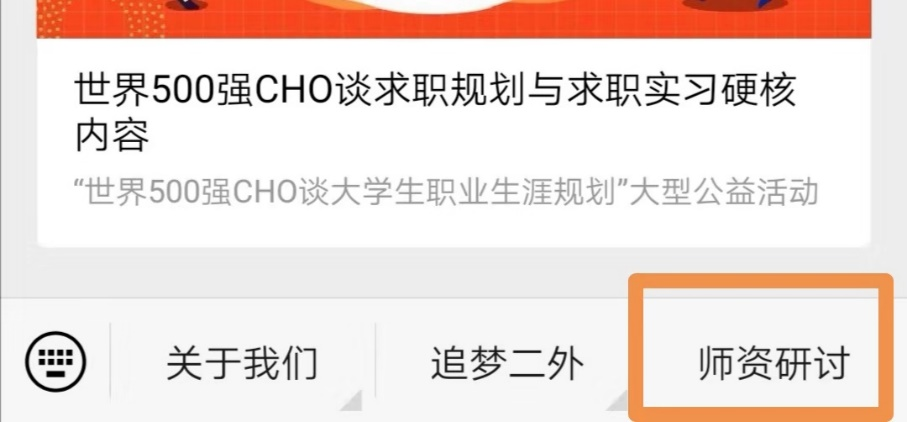 世界500强CHO谈求职规划与求职实习硬核
内容
“世界500强CHO谈大学生职业生涯规划”大型公益活动
关于我们
追梦二外
师资研讨